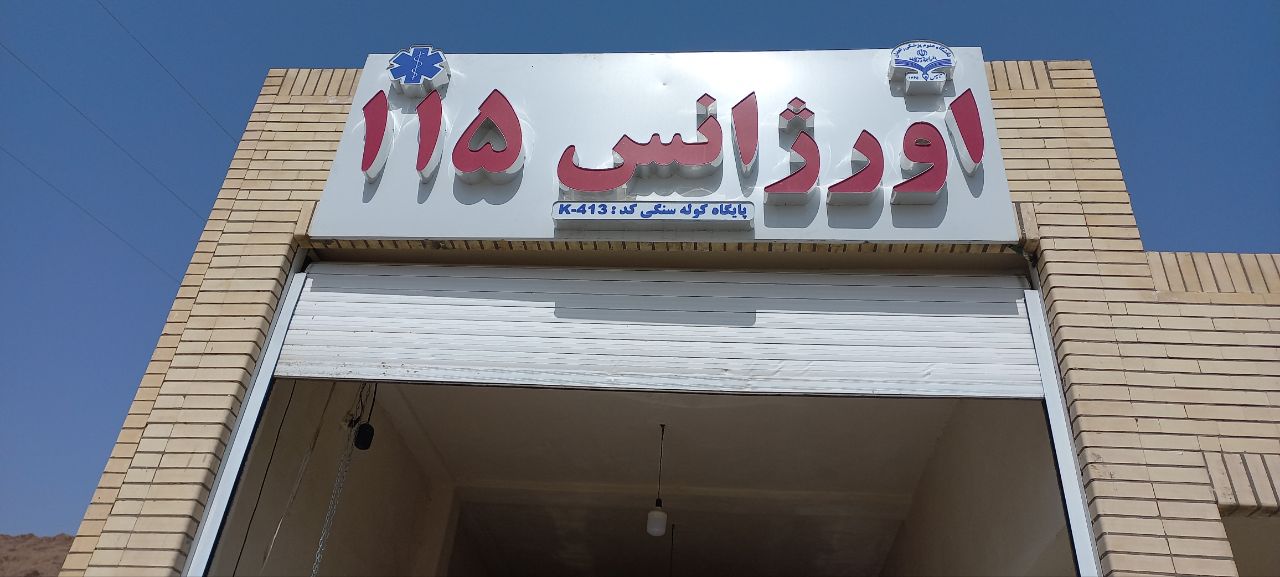 اورژانس ۱۱۵
پایگاه کوله سنگی کد : K-413